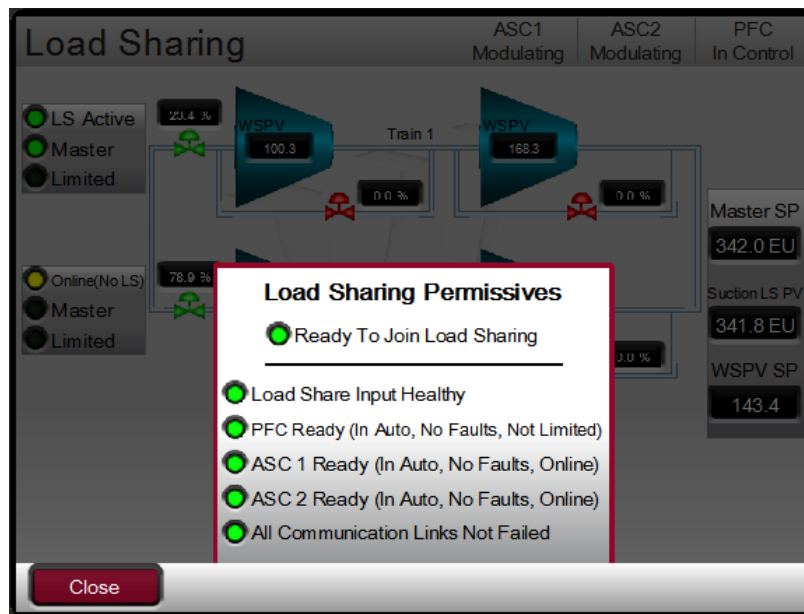 Load Sharing
ASC1
Modulating
ASC2
Modulating
PFC
In Control
LS Active
Master
Limited
23.4 %
WSPV
100.3
Train 1
WSPV
168.3
0.0 %
0.0 %
Master SP
342.0 EU
Suction LS PV
341.8 EU
WSPV SP
143.4
Online(No LS)
Master
Limited
78.9 %
0.0 %
Load Sharing Permissives
Ready To Join Load Sharing
Load Share Input Healthy
PFC Ready (In Auto, No Faults, Not Limited)
ASC 1 Ready (In Auto, No Faults, Online)
ASC 2 Ready (In Auto, No Faults, Online)
All Communication Links Not Failed
Close